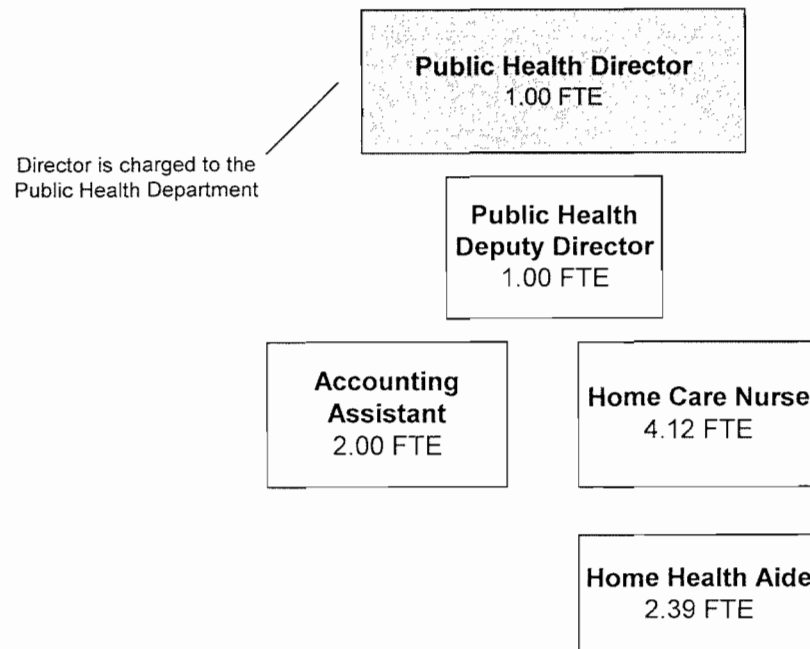 Public Health Director
1.00 FTE
Director is charged to the
Public Health Department
Public Health
Deputy Director
1.00 FTE
Accounting
Assistant
2.00 FTE
Home Care Nurse
4.12 FTE
Home Health Aide
2.39 FTE